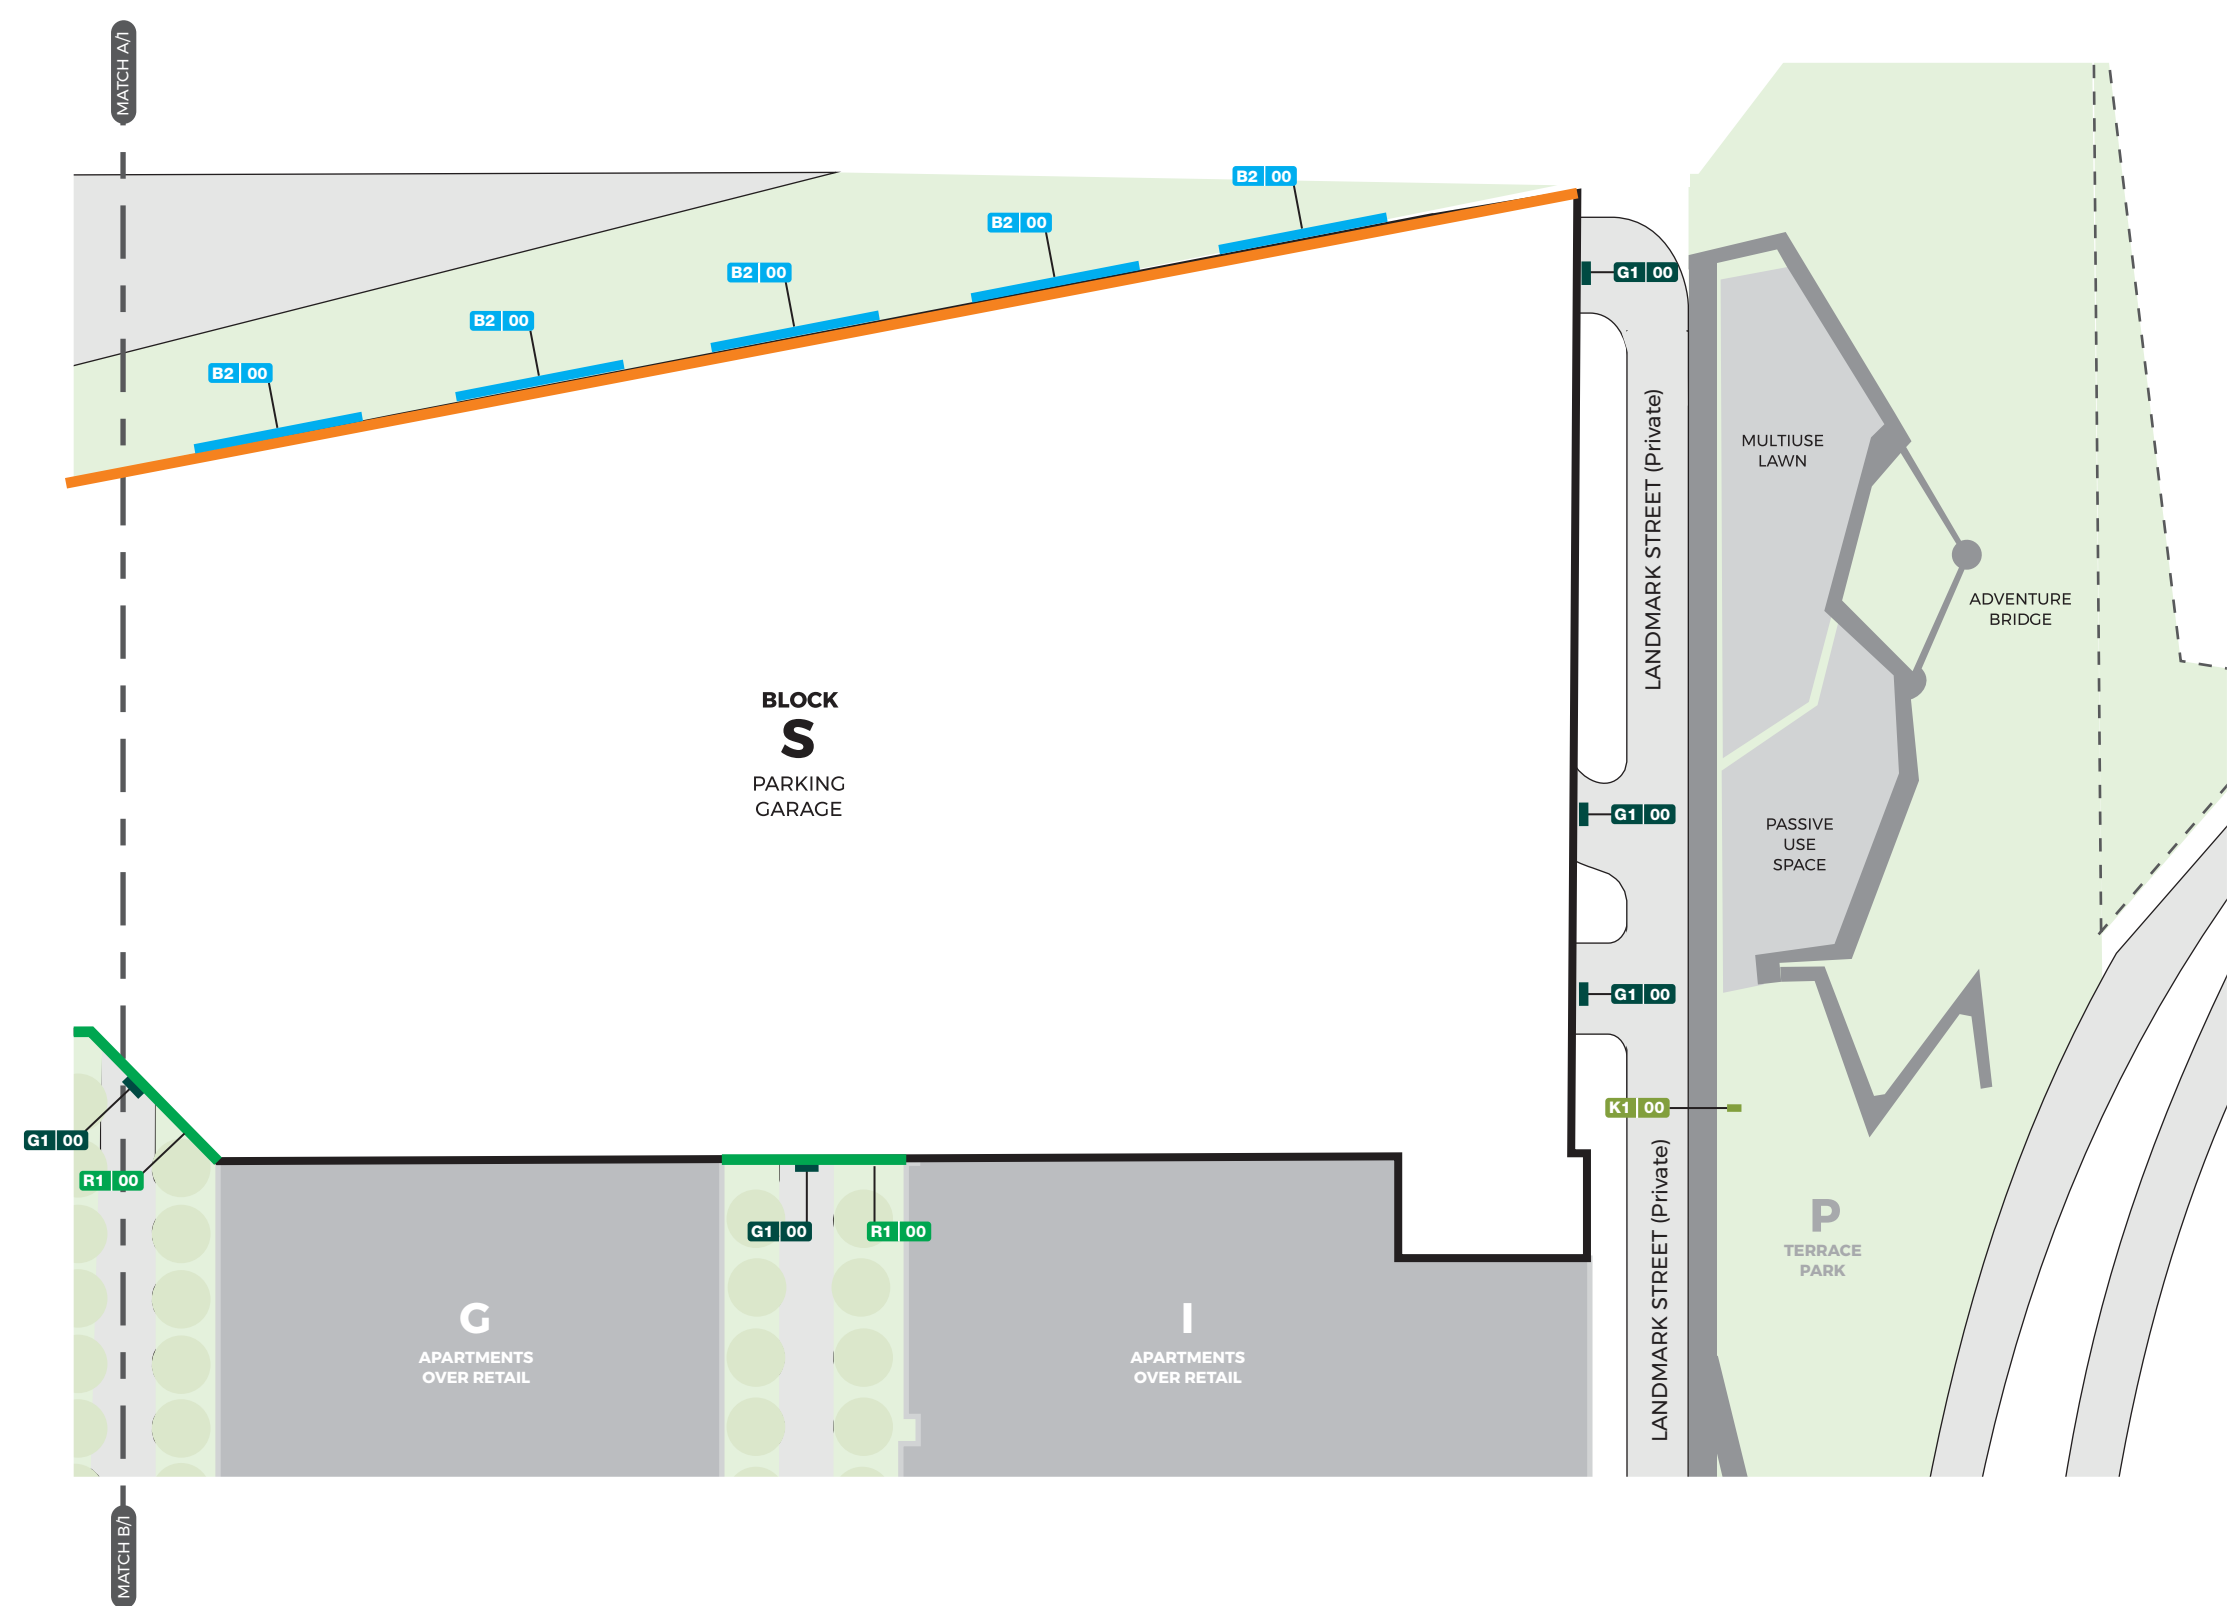 MATCH A/1
B2 00
B2 00
B2 00
B2 00
B2 00
G1 00
LANDMARK STREET (Private)
MULTIUSE
LAWN
ADVENTURE
BRIDGE
BLOCK
S
PARKING
GARAGE
G1 00
PASSIVE
USE
SPACE
G1 00
K1 00
G1 00
R1 00
G1 00
R1 00
LANDMARK STREET (Private)
P
TERRACE
PARK
G
APARTMENTS
OVER RETAIL
I
APARTMENTS
OVER RETAIL
MATCH B/1